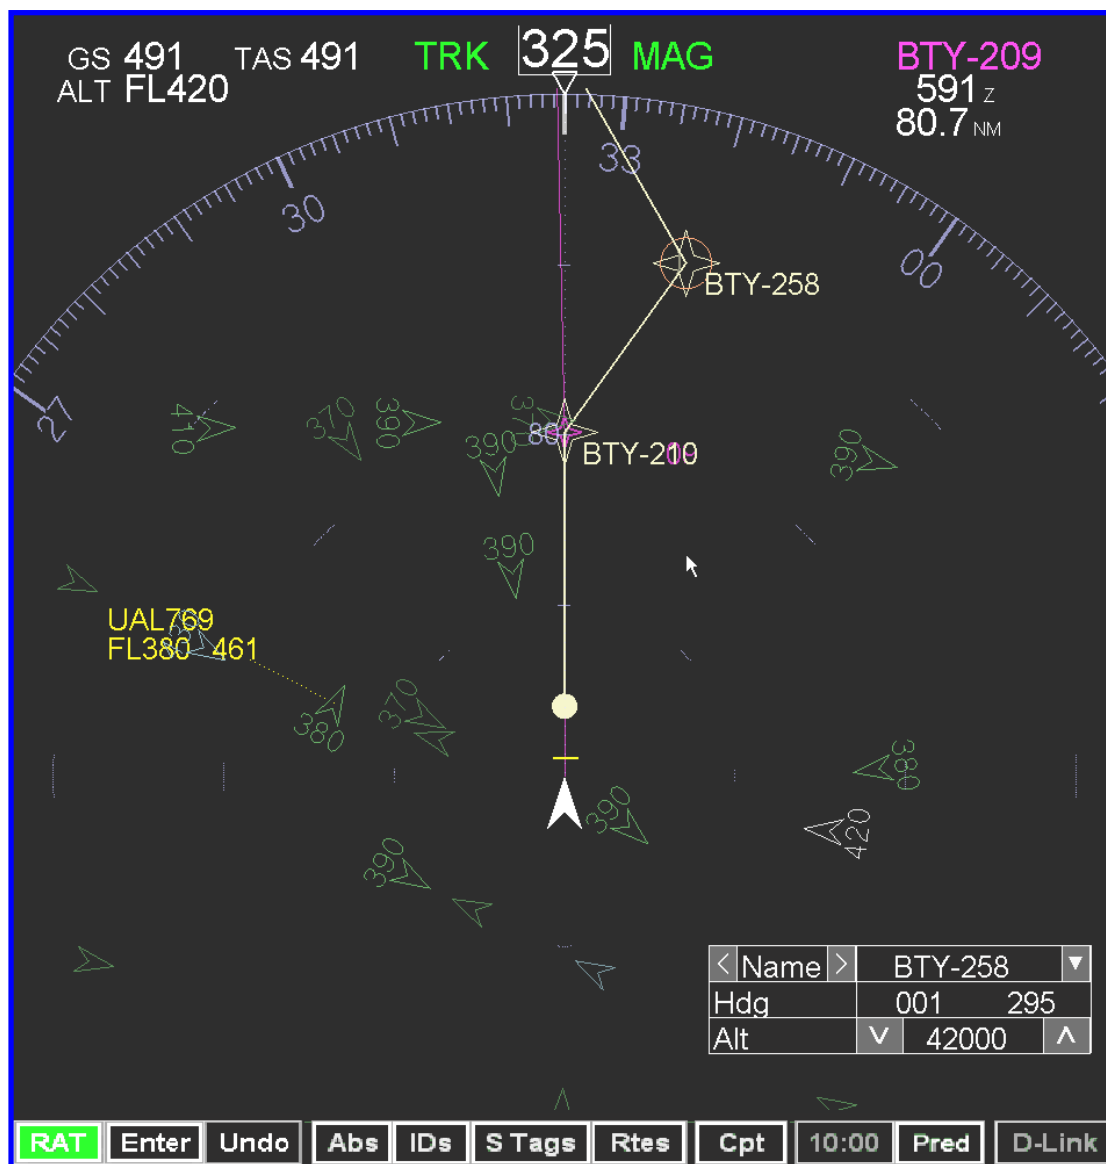 GS 491 TAS 491 TRK 325 MAG BTY-209
ALT FL420 591 Z
80.7 NM
33
30
00
BTY-258
27
410
370
390
390
80
BTY-210
390
390
UAL769
FL380 461
370
380
380
390
420
390
< Name > BTY-258 ▼
Hdg 001 295
Alt V 42000 Λ
RAT Enter Undo Abs IDs S Tags Rtes Cpt 10:00 Pred D-Link